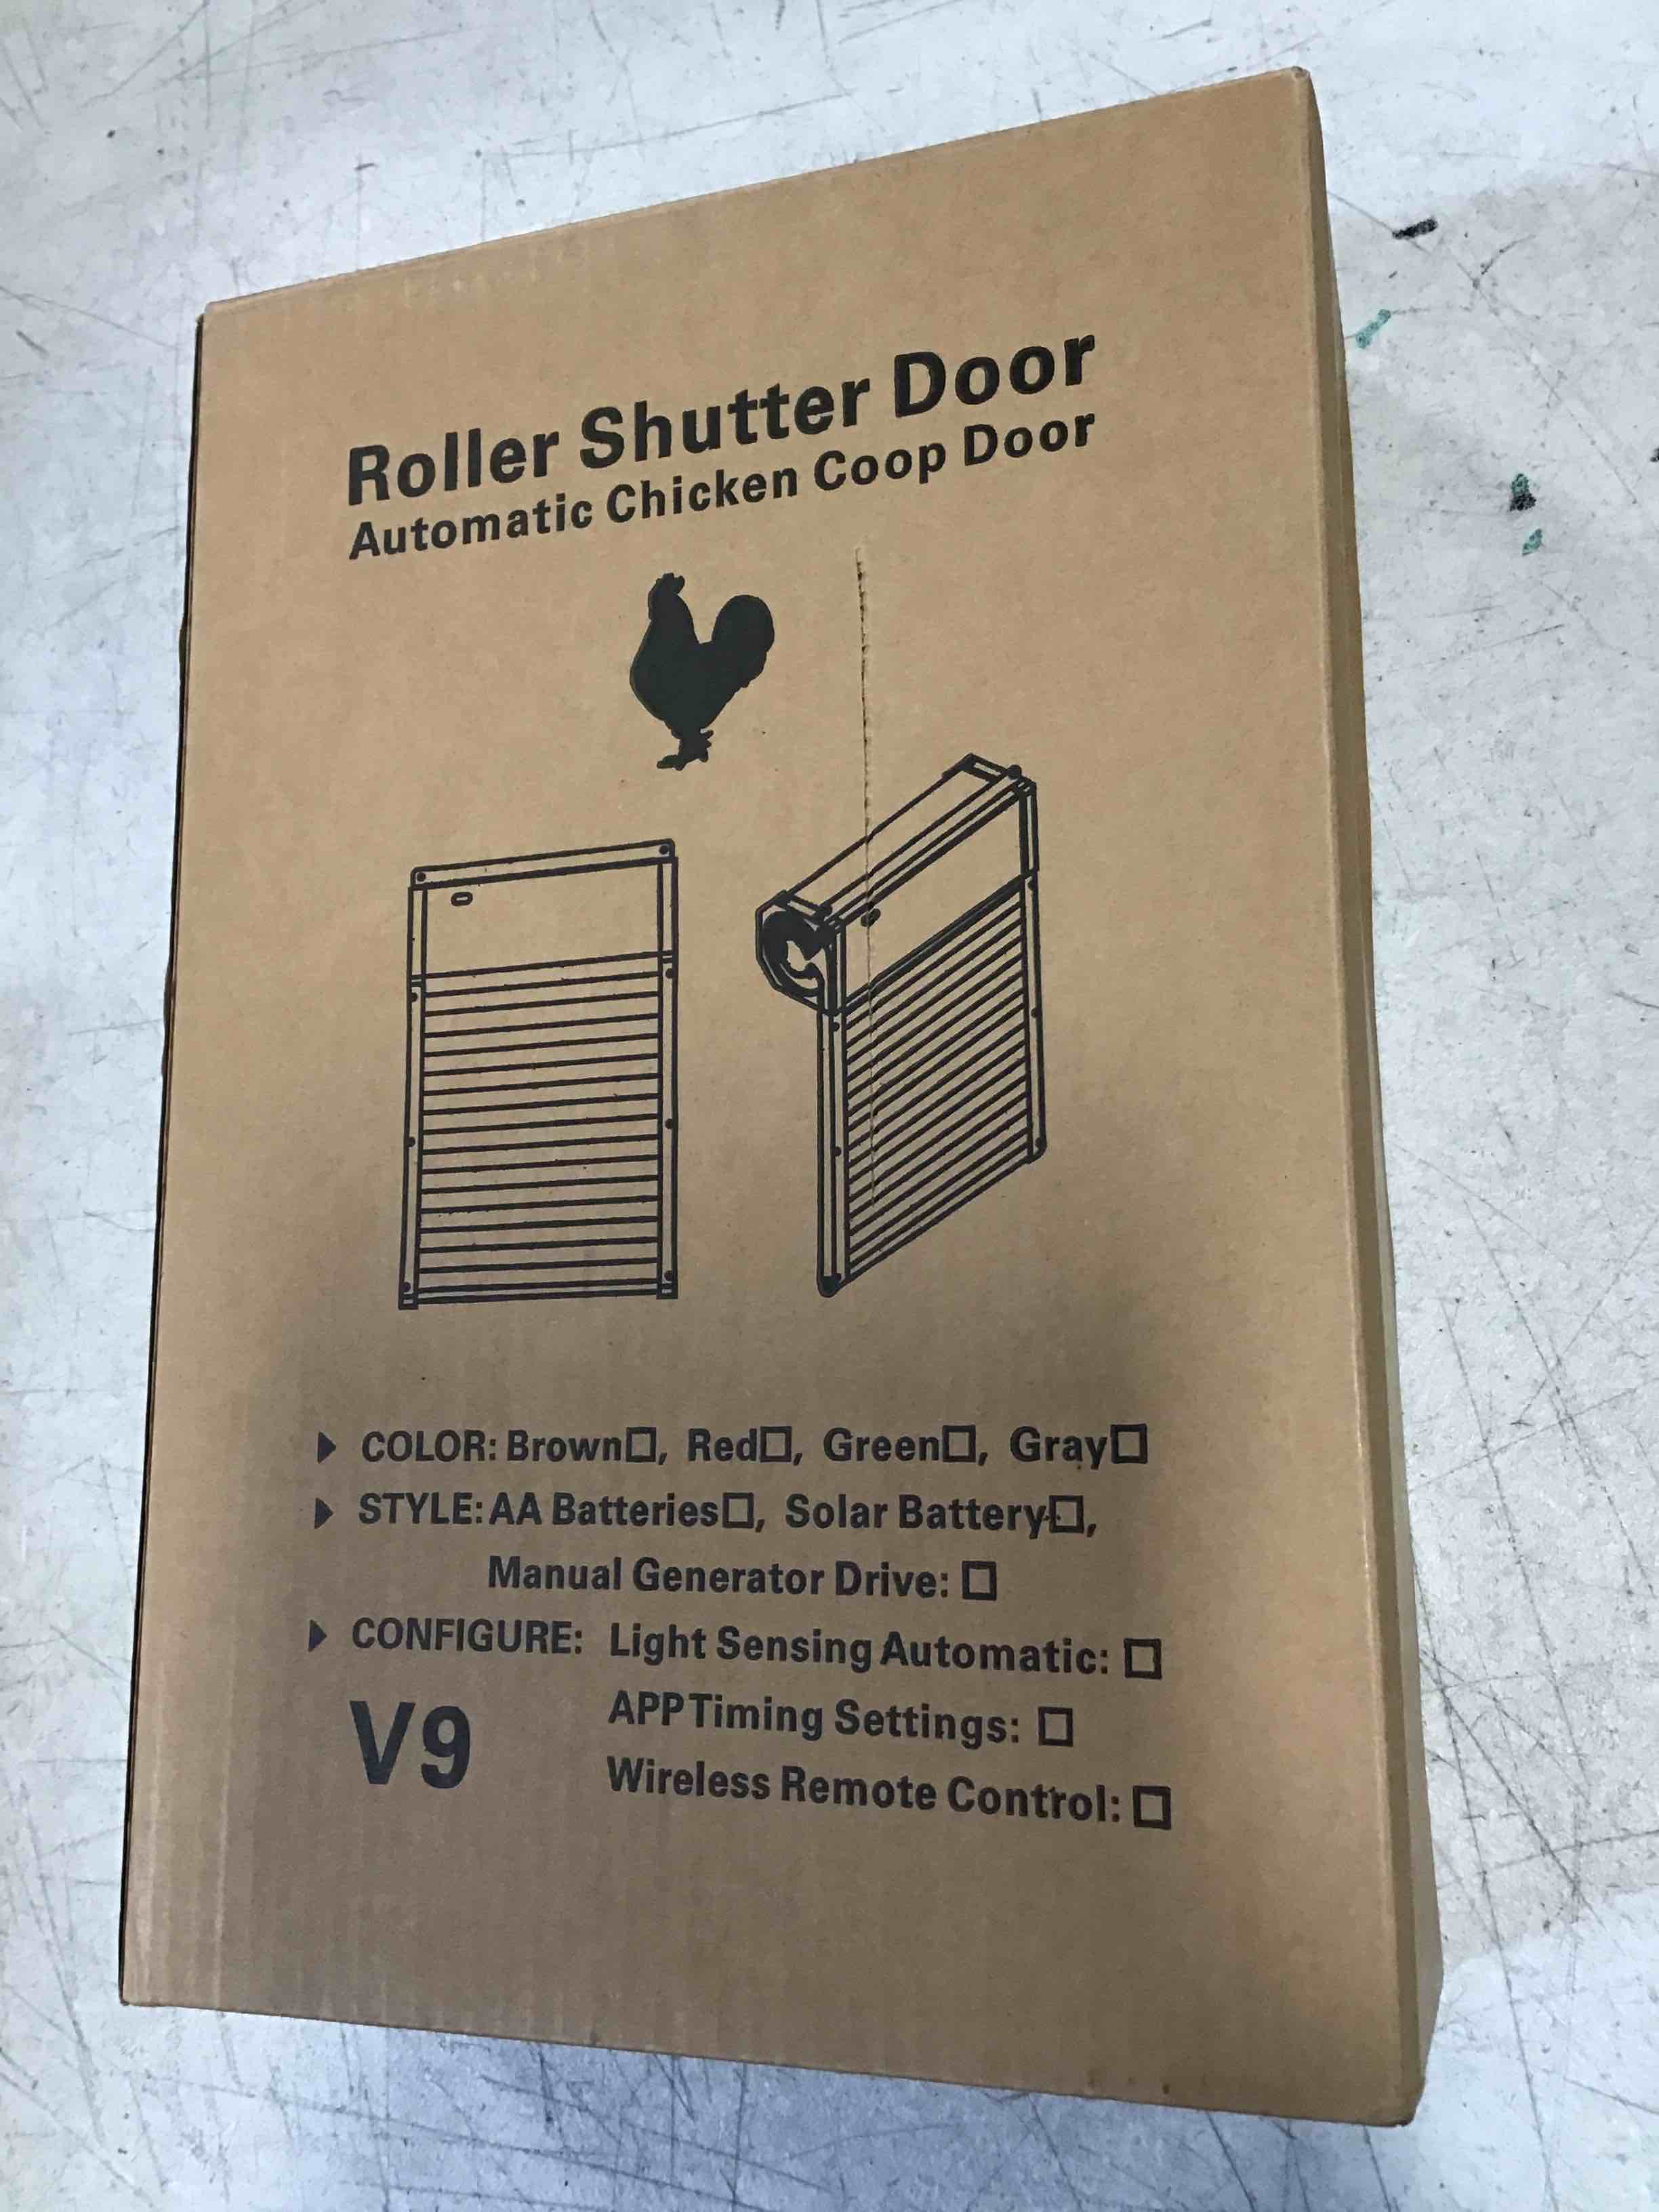 Roller Shutter Door
Automatic Chicken Coop Door
COLOR: Brown☐, Red☐, Green☐, Gray☐
STYLE: AA Batteries☐, Solar Battery☐,
Manual Generator Drive: ☐
CONFIGURE: Light Sensing Automatic: ☐
APP Timing Settings: ☐
V9
Wireless Remote Control: ☐